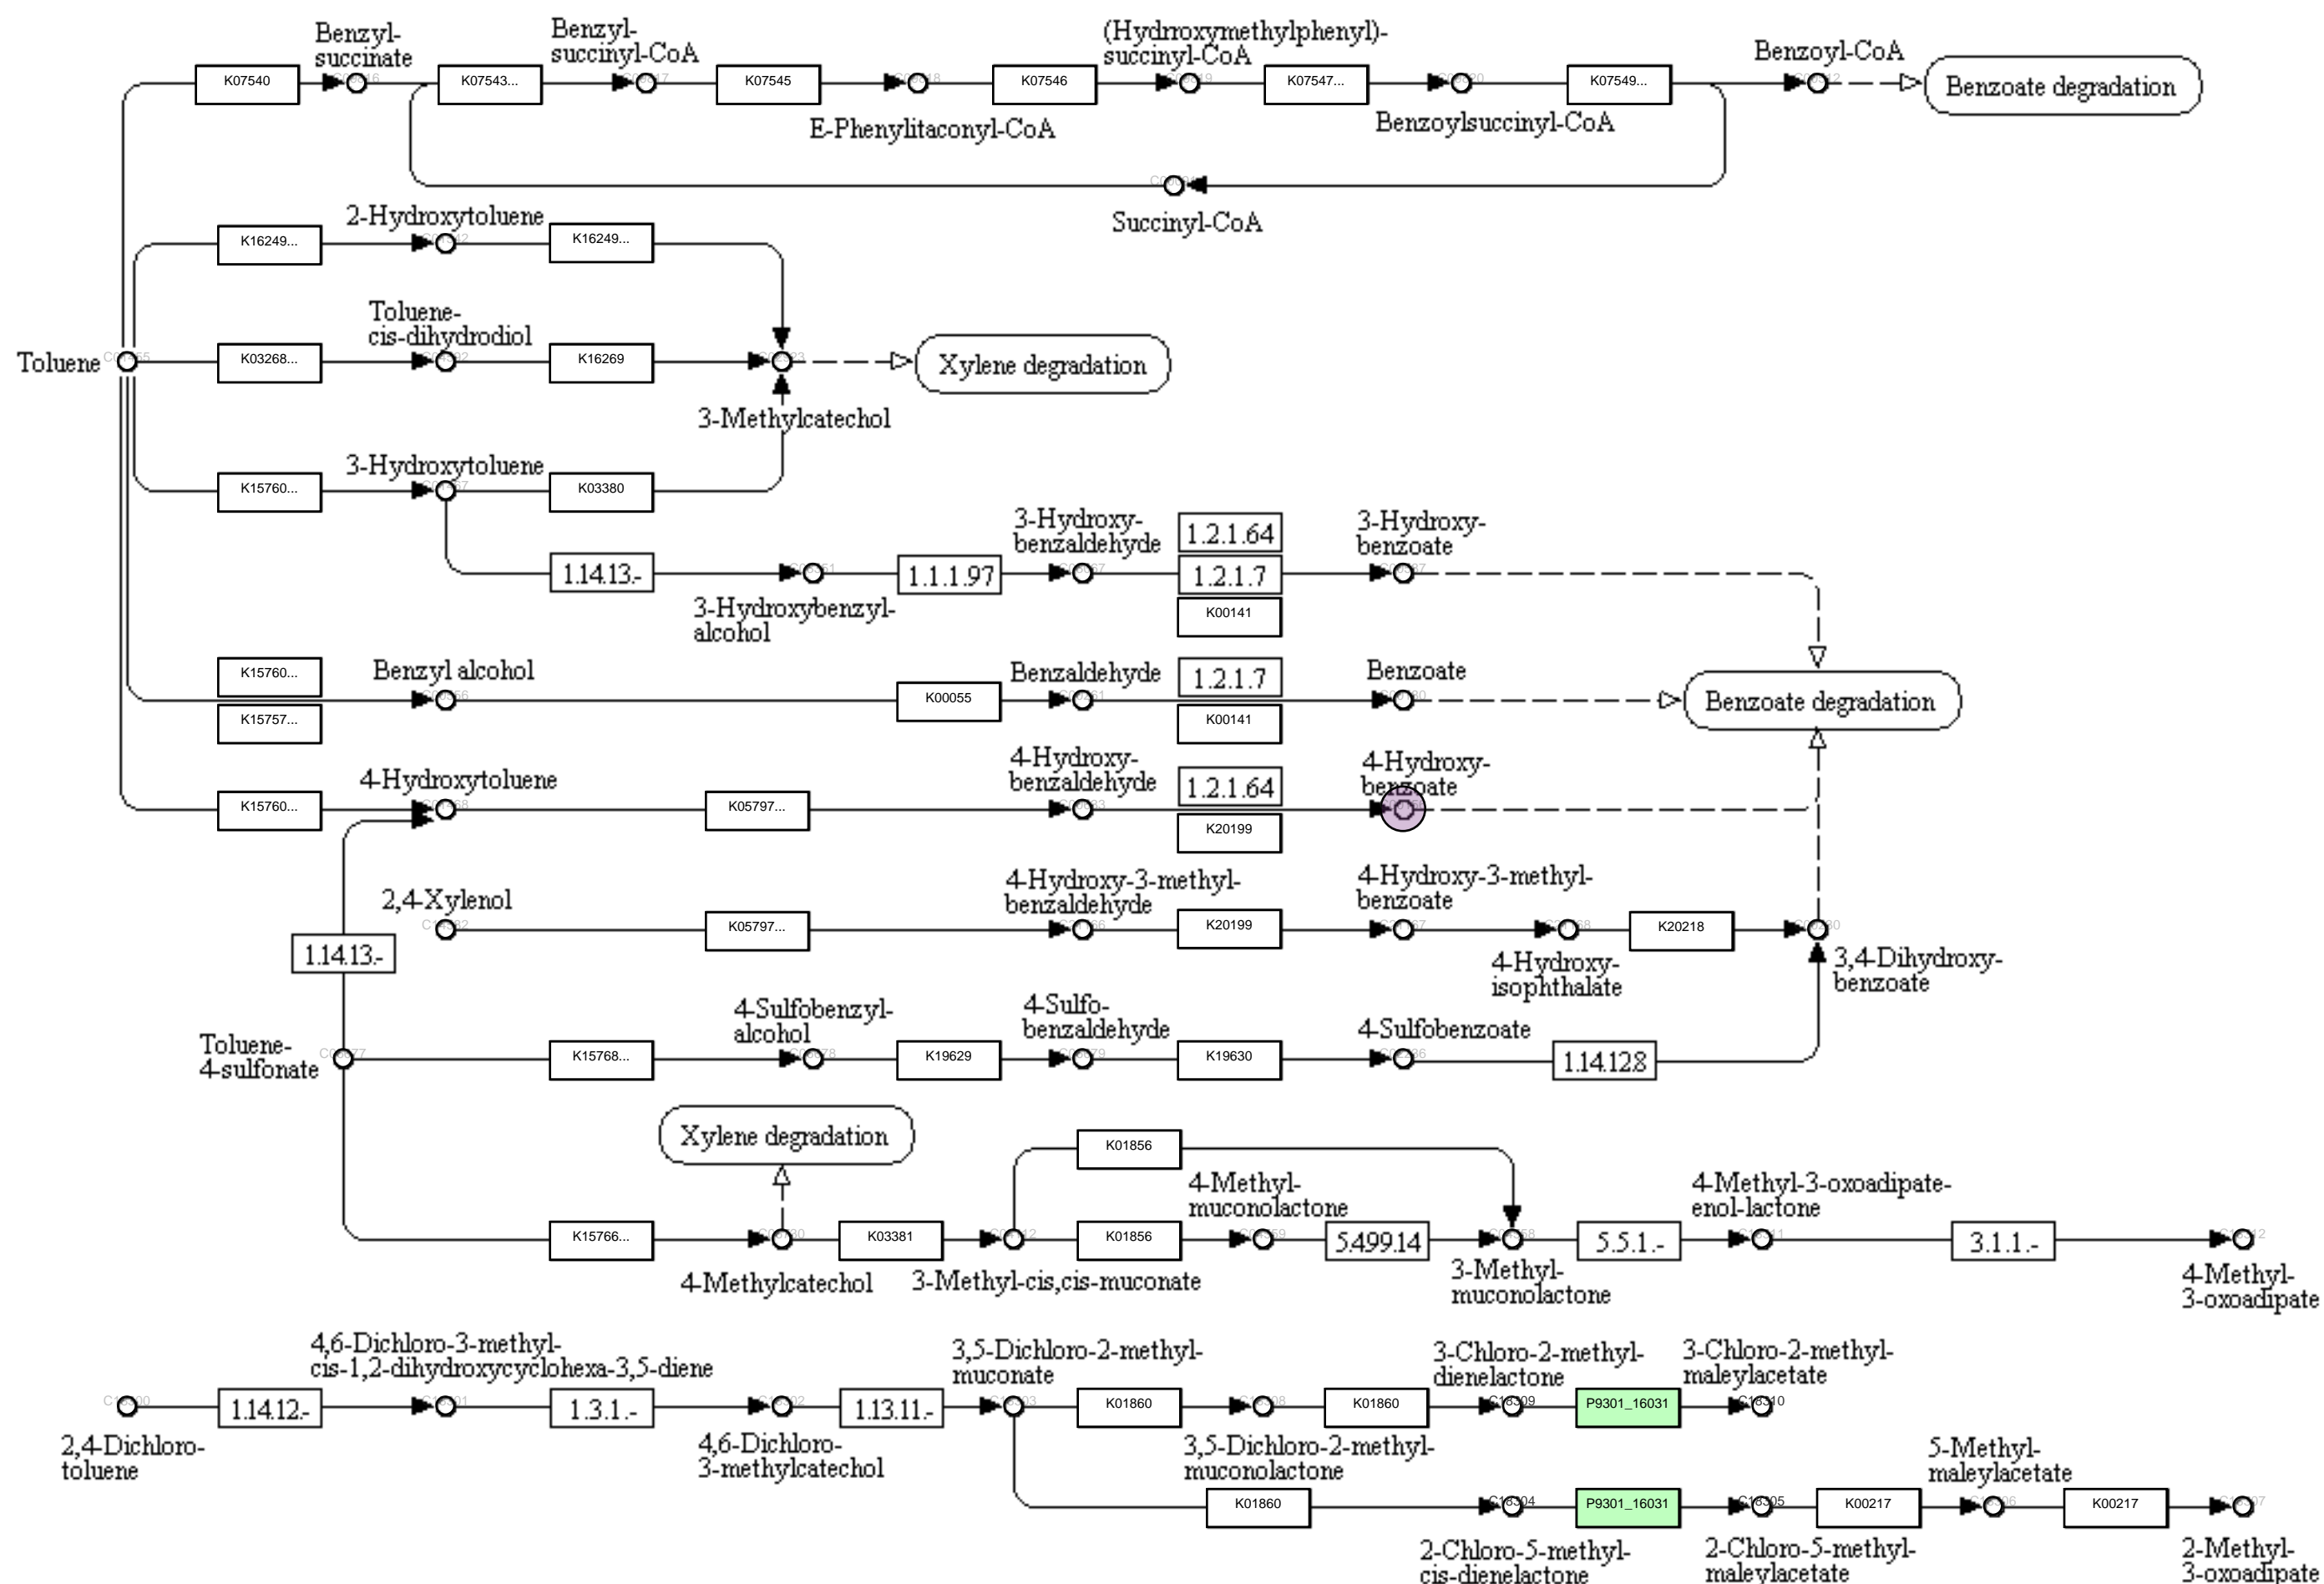 Benzyl-
succinate
Benzyl-
succinyl-CoA
(Hydrroxymethylphenyl)-
succinyl-CoA
Benzoyl-CoA
K07540
K07543...
K07545
K07546
K07547...
K07549...
Benzoate degradation
E-Phenylitaconyl-CoA
Benzoylsuccinyl-CoA
Succinyl-CoA
2-Hydroxytoluene
K16249...
K16249...
Toluene-
cis-dihydrodiol
Toluene
K03268...
K16269
Xylene degradation
3-Methylcatechol
3-Hydroxytoluene
K15760...
K03380
3-Hydroxy-
benzaldehyde
1.2.1.64
3-Hydroxy-
benzoate
1.14.13.-
1.1.1.97
1.2.1.7
3-Hydroxybenzyl-
alcohol
K00141
K15760...
Benzyl alcohol
Benzaldehyde
1.2.1.7
Benzoate
K15757...
K00055
K00141
Benzoate degradation
4-Hydroxytoluene
4-Hydroxy-
benzaldehyde
1.2.1.64
4-Hydroxy-
benzoate
K15760...
K05797...
K20199
2,4-Xylenol
4-Hydroxy-3-methyl-
benzaldehyde
4-Hydroxy-3-methyl-
benzoate
K05797...
K20199
K20218
1.14.13.-
4-Hydroxy-
isophthalate
3,4-Dihydroxy-
benzoate
4-Sulfobenzyl-
alcohol
4-Sulfo-
benzaldehyde
4-Sulfobenzoate
Toluene-
4-sulfonate
K15768...
K19629
K19630
1.14.12.8
Xylene degradation
K01856
4-Methyl-
muconolactone
4-Methyl-3-oxoadipate-
enol-lactone
K15766...
K03381
K01856
5.4.99.14
5.5.1.-
3.1.1.-
4-Methylcatechol
3-Methyl-cis,cis-muconate
3-Methyl-
muconolactone
4-Methyl-
3-oxoadipate
4,6-Dichloro-3-methyl-
cis-1,2-dihydroxycyclohexa-3,5-diene
3,5-Dichloro-2-methyl-
muconate
3-Chloro-2-methyl-
dienelactone
3-Chloro-2-methyl-
maleylacetate
1.14.12.-
1.3.1.-
1.13.11.-
K01860
K01860
P9301_16031
2,4-Dichloro-
toluene
4,6-Dichloro-
3-methylcatechol
3,5-Dichloro-2-methyl-
muconolactone
5-Methyl-
maleylacetate
K01860
P9301_16031
K00217
K00217
2-Chloro-5-methyl-
cis-dienelactone
2-Chloro-5-methyl-
maleylacetate
2-Methyl-
3-oxoadipate